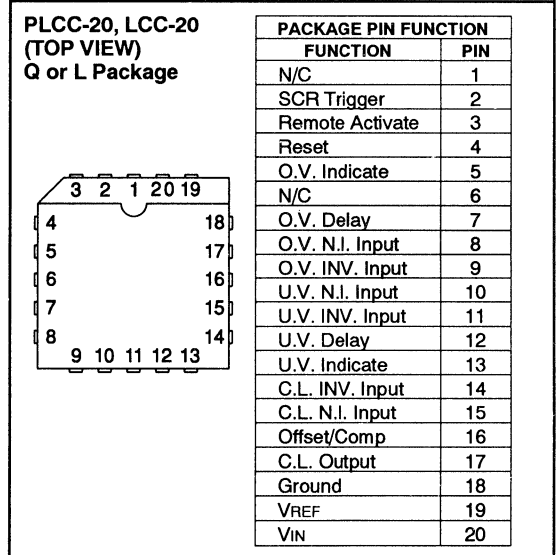 PLCC-20, LCC-20
(TOP VIEW)
Q or L Package
3 2 1 20 19
4 18
5 17
6 16
7 15
8 14
9 10 11 12 13
PACKAGE PIN FUNCTION
FUNCTION PIN
N/C 1
SCR Trigger 2
Remote Activate 3
Reset 4
O.V. Indicate 5
N/C 6
O.V. Delay 7
O.V. N.I. Input 8
O.V. INV. Input 9
U.V. N.I. Input 10
U.V. INV. Input 11
U.V. Delay 12
U.V. Indicate 13
C.L. INV. Input 14
C.L. N.I. Input 15
Offset/Comp 16
C.L. Output 17
Ground 18
VREF 19
VIN 20